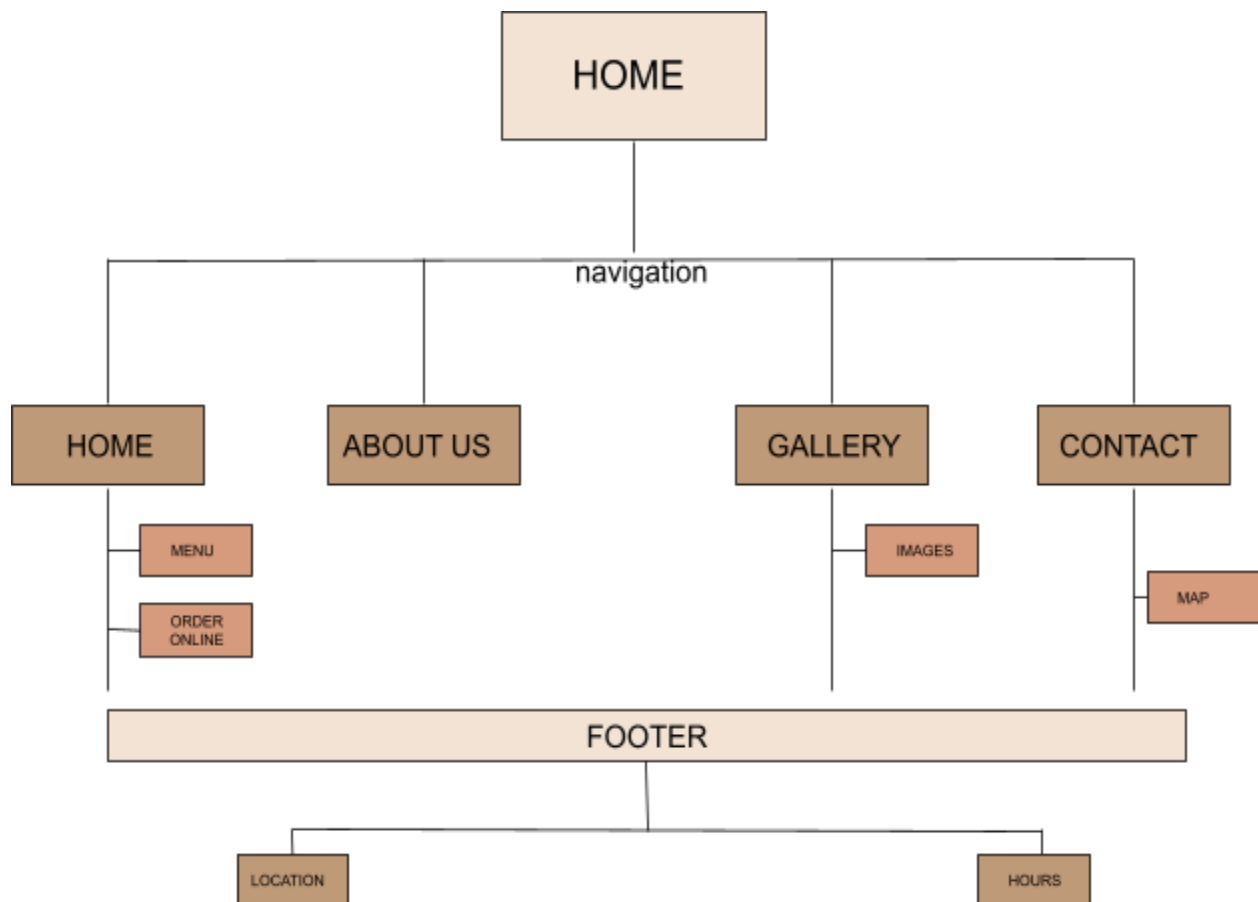 HOME
navigation
HOME
ABOUT US
GALLERY
CONTACT
MENU
IMAGES
MAP
ORDER
ONLINE
FOOTER
LOCATION
HOURS